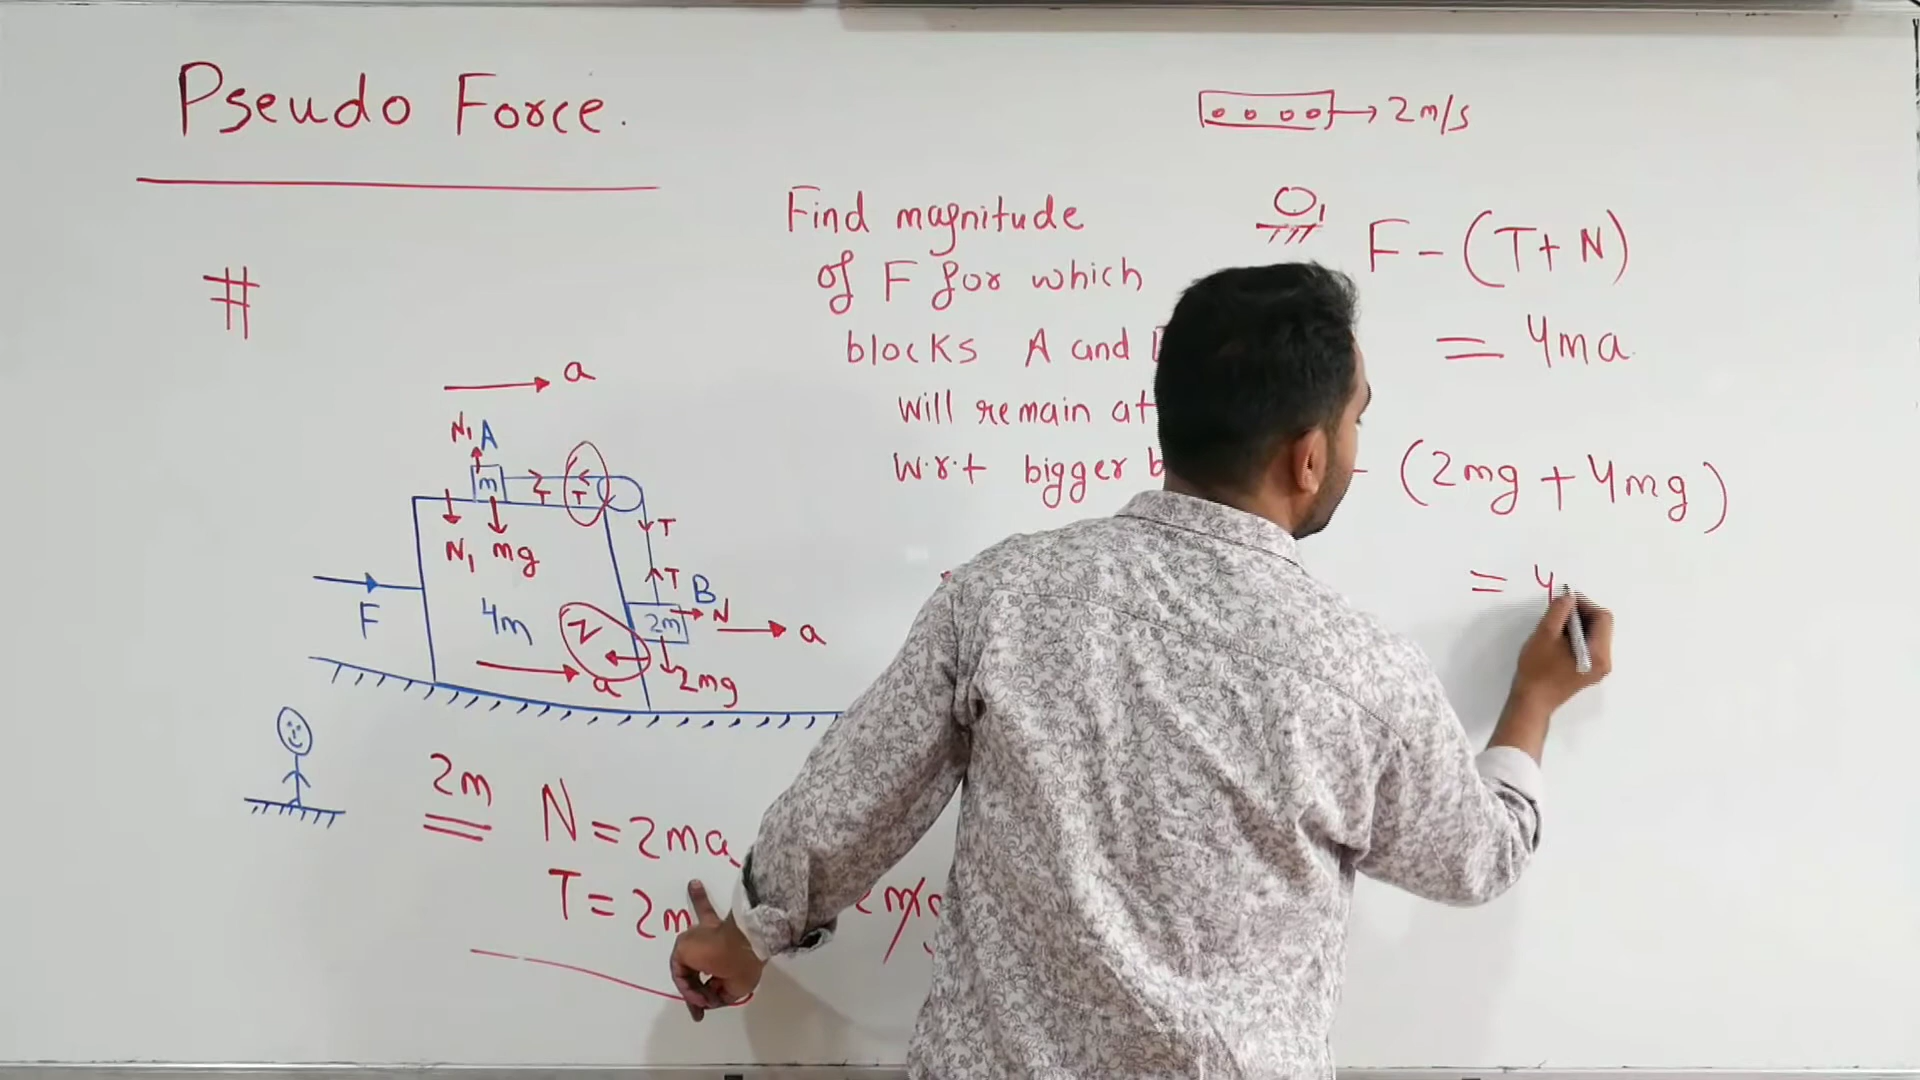 Pseudo Force.
#
2 m/s
Find magnitude
of F for which
blocks A and
will remain at
w.r.t bigger b
F - (T + N)
= 4ma
- (2mg + 4mg)
= 4
a
N₁ A
m
T T
T
N₁ mg
T B
N
F
4m
N
2m
a
a
2mg
2m
N = 2ma
T = 2m